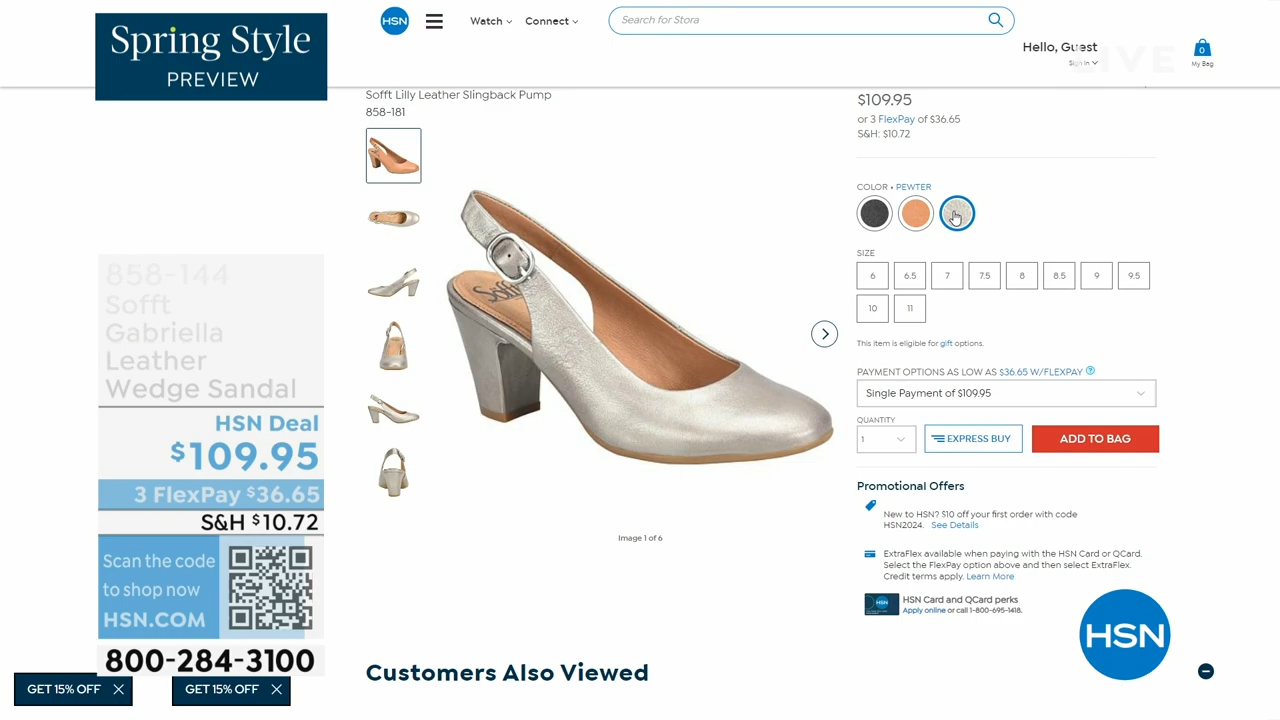 Spring Style
PREVIEW
HSN
Watch
Connect
Search for Stora
Hello, Guest
Sign In
LIVE
0
My Bag
Sofft Lilly Leather Slingback Pump
858-181
$109.95
or 3 FlexPay of $36.65
S&H: $10.72
COLOR • PEWTER
SIZE
6
6.5
7
7.5
8
8.5
9
9.5
10
11
This item is eligible for gift options.
PAYMENT OPTIONS AS LOW AS $36.65 W/FLEXPAY ?
Single Payment of $109.95
QUANTITY
1
EXPRESS BUY
ADD TO BAG
Promotional Offers
New to HSN? $10 off your first order with code
HSN2024. See Details
ExtraFlex available when paying with the HSN Card or QCard.
Select the FlexPay option above and then select ExtraFlex.
Credit terms apply. Learn More
HSN
HSN Card and QCard perks
Apply online or call 1-800-695-1418.
Sofft
Image 1 of 6
858-144
Sofft
Gabriella
Leather
Wedge Sandal
HSN Deal
$109.95
3 FlexPay $36.65
S&H $10.72
Scan the code
to shop now
HSN.COM
800-284-3100
GET 15% OFF
GET 15% OFF
Customers Also Viewed
HSN